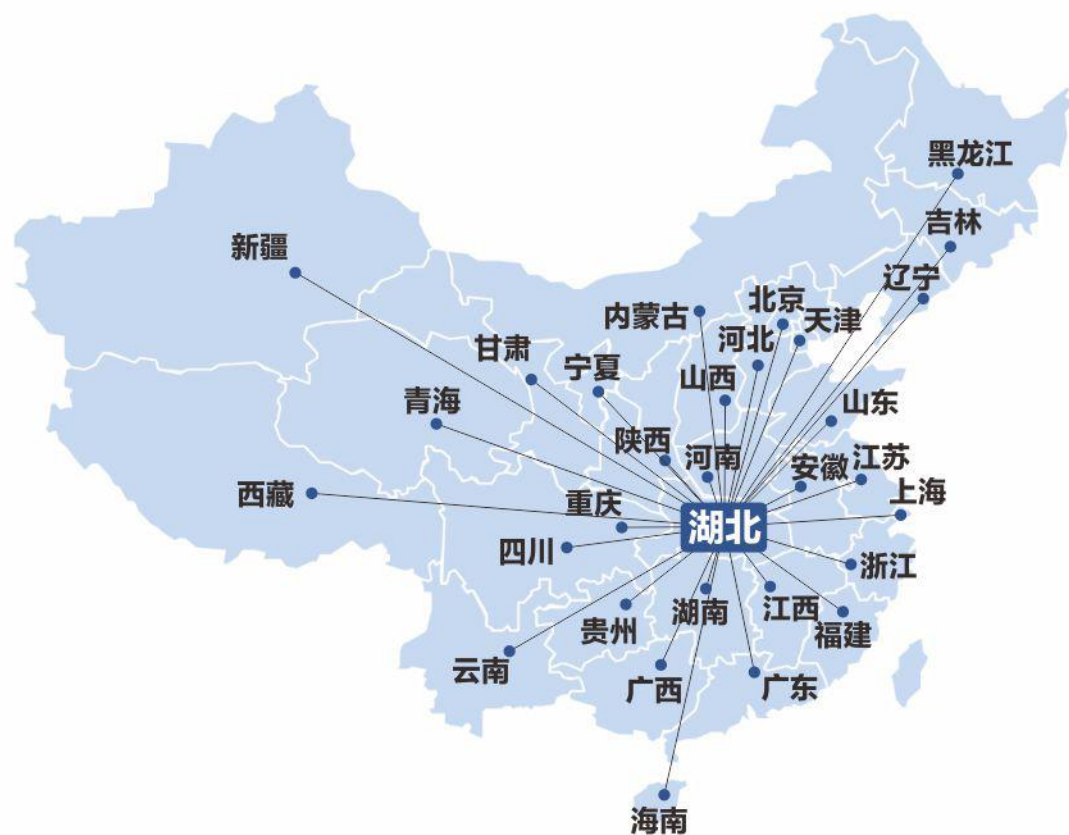 黑龙江
吉林
新疆
辽宁
北京
内蒙古
天津
河北
甘肃
宁夏
山西
青海
山东
陕西
河南
安徽
江苏
西藏
上海
重庆
湖北
四川
浙江
湖南
江西
贵州
福建
云南
广西
广东
海南